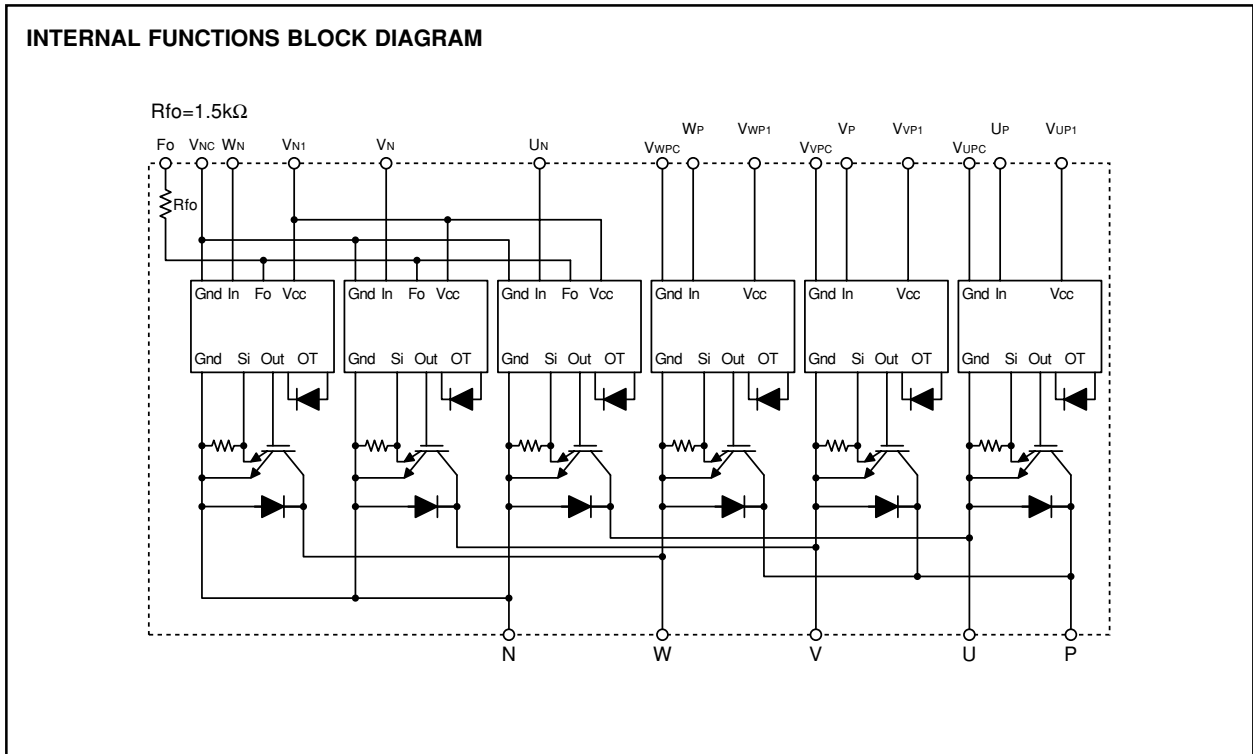 INTERNAL FUNCTIONS BLOCK DIAGRAM
Rfo=1.5kΩ
Fo VNC WN VN1 VN UN VWPC WP VWP1 VVPC VP VVP1 VUPC UP VUP1
Rfo
Gnd In Fo Vcc Gnd In Fo Vcc Gnd In Fo Vcc Gnd In Vcc Gnd In Vcc Gnd In Vcc
Gnd Si Out OT Gnd Si Out OT Gnd Si Out OT Gnd Si Out OT Gnd Si Out OT Gnd Si Out OT
N W V U P